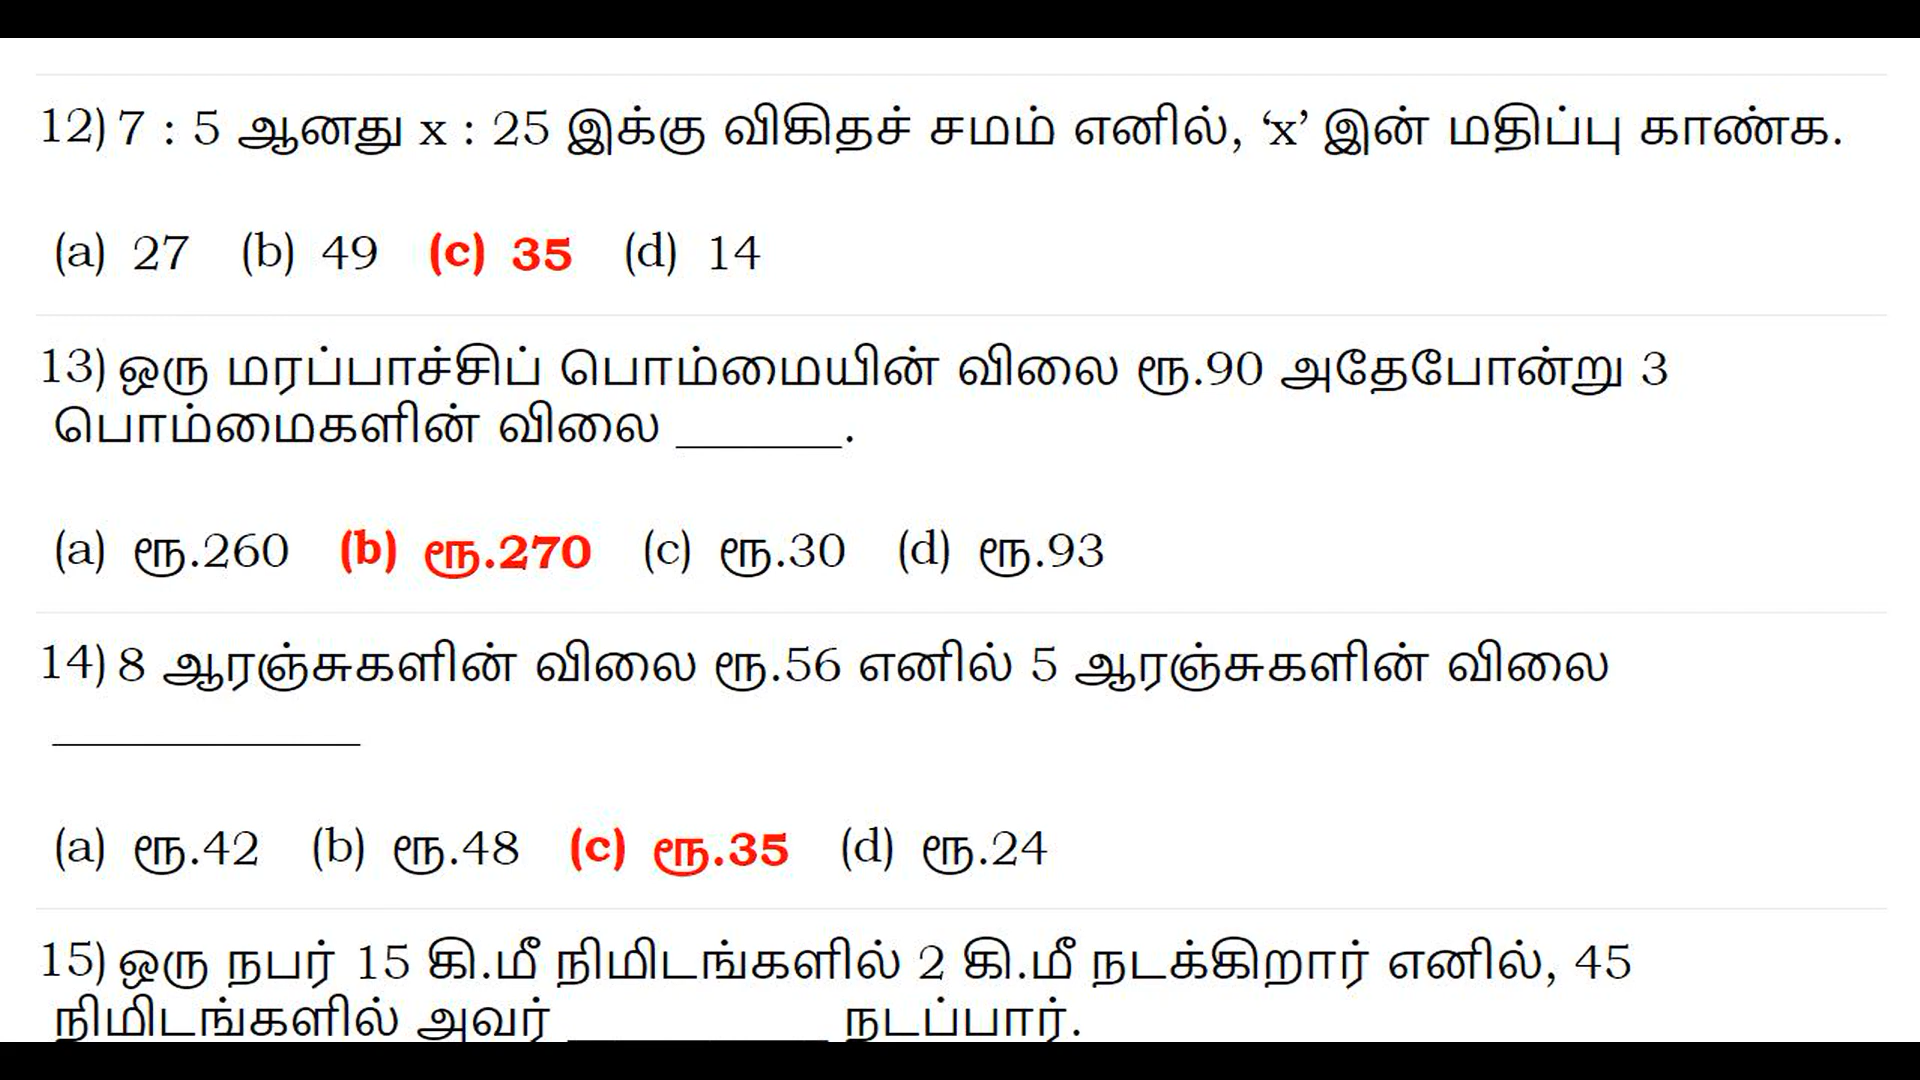 12) 7 : 5 ஆனது x : 25 இக்கு விகிதச் சமம் எனில், ‘x’ இன் மதிப்பு காண்க.
(a) 27 (b) 49 (c) 35 (d) 14
13) ஒரு மரப்பாச்சிப் பொம்மையின் விலை ரூ.90 அதேபோன்று 3
பொம்மைகளின் விலை ______.
(a) ரூ.260 (b) ரூ.270 (c) ரூ.30 (d) ரூ.93
14) 8 ஆரஞ்சுகளின் விலை ரூ.56 எனில் 5 ஆரஞ்சுகளின் விலை
___________
(a) ரூ.42 (b) ரூ.48 (c) ரூ.35 (d) ரூ.24
15) ஒரு நபர் 15 கி.மீ நிமிடங்களில் 2 கி.மீ நடக்கிறார் எனில், 45
நிமிடங்களில் அவர் _________ நடப்பார்.